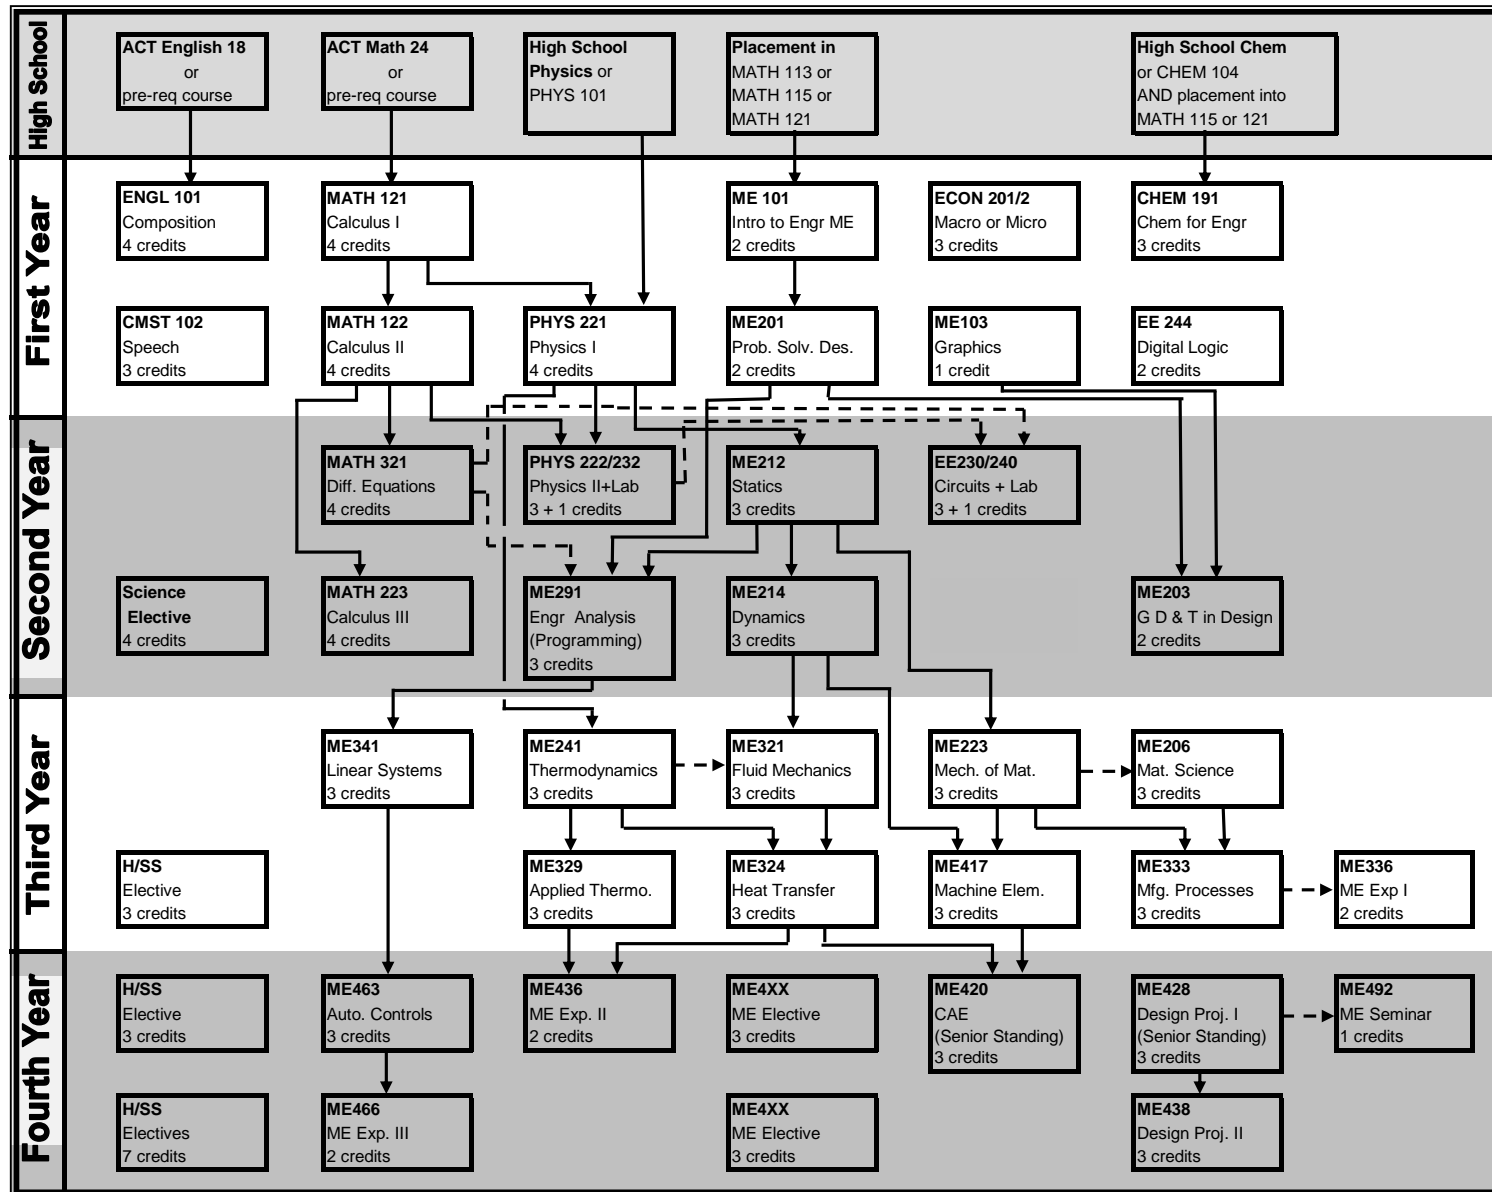 High School
ACT English 18
or
pre-req course
ACT Math 24
or
pre-req course
High School
Physics or
PHYS 101
Placement in
MATH 113 or
MATH 115 or
MATH 121
High School Chem
or CHEM 104
AND placement into
MATH 115 or 121
First Year
ENGL 101
Composition
4 credits
MATH 121
Calculus I
4 credits
ME 101
Intro to Engr ME
2 credits
ECON 201/2
Macro or Micro
3 credits
CHEM 191
Chem for Engr
3 credits
CMST 102
Speech
3 credits
MATH 122
Calculus II
4 credits
PHYS 221
Physics I
4 credits
ME201
Prob. Solv. Des.
2 credits
ME103
Graphics
1 credit
EE 244
Digital Logic
2 credits
Second Year
MATH 321
Diff. Equations
4 credits
PHYS 222/232
Physics II+Lab
3 + 1 credits
ME212
Statics
3 credits
EE230/240
Circuits + Lab
3 + 1 credits
Science
Elective
4 credits
MATH 223
Calculus III
4 credits
ME291
Engr Analysis
(Programming)
3 credits
ME214
Dynamics
3 credits
ME203
G D & T in Design
2 credits
Third Year
ME341
Linear Systems
3 credits
ME241
Thermodynamics
3 credits
ME321
Fluid Mechanics
3 credits
ME223
Mech. of Mat.
3 credits
ME206
Mat. Science
3 credits
H/SS
Elective
3 credits
ME329
Applied Thermo.
3 credits
ME324
Heat Transfer
3 credits
ME417
Machine Elem.
3 credits
ME333
Mfg. Processes
3 credits
ME336
ME Exp I
2 credits
Fourth Year
H/SS
Elective
3 credits
ME463
Auto. Controls
3 credits
ME436
ME Exp. II
2 credits
ME4XX
ME Elective
3 credits
ME420
CAE
(Senior Standing)
3 credits
ME428
Design Proj. I
(Senior Standing)
3 credits
ME492
ME Seminar
1 credits
H/SS
Electives
7 credits
ME466
ME Exp. III
2 credits
ME4XX
ME Elective
3 credits
ME438
Design Proj. II
3 credits